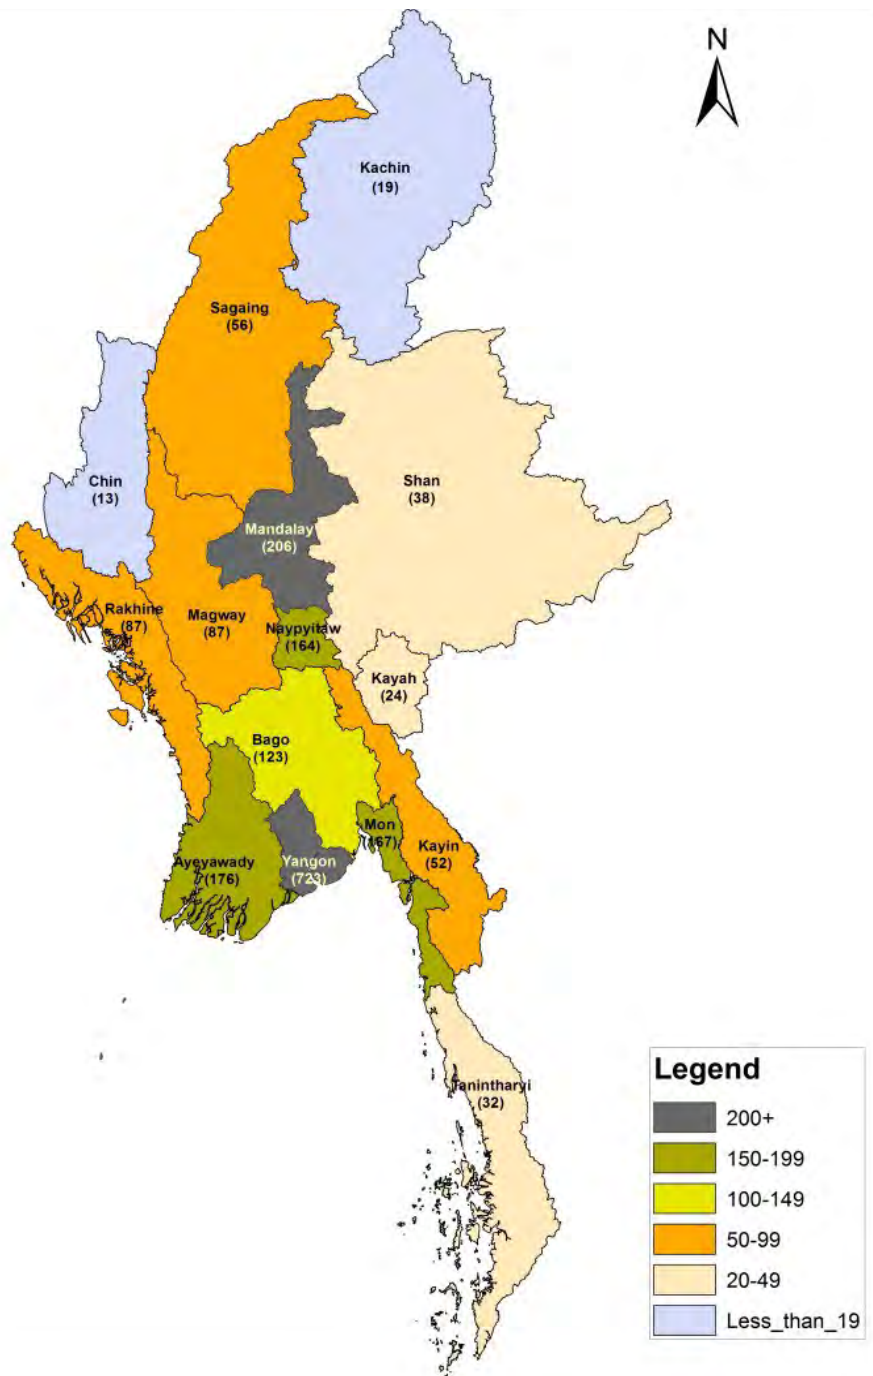 N
Kachin
(19)
Sagaing
(56)
Chin
(13)
Shan
(38)
Mandalay
(206)
Rakhine
(87)
Magway
(87)
Naypyitaw
(164)
Kayah
(24)
Bago
(123)
Mon
(167)
Kayin
(52)
Ayeyawady
(176)
Yangon
(723)
Tanintharyi
(32)
Legend
200+
150-199
100-149
50-99
20-49
Less_than_19